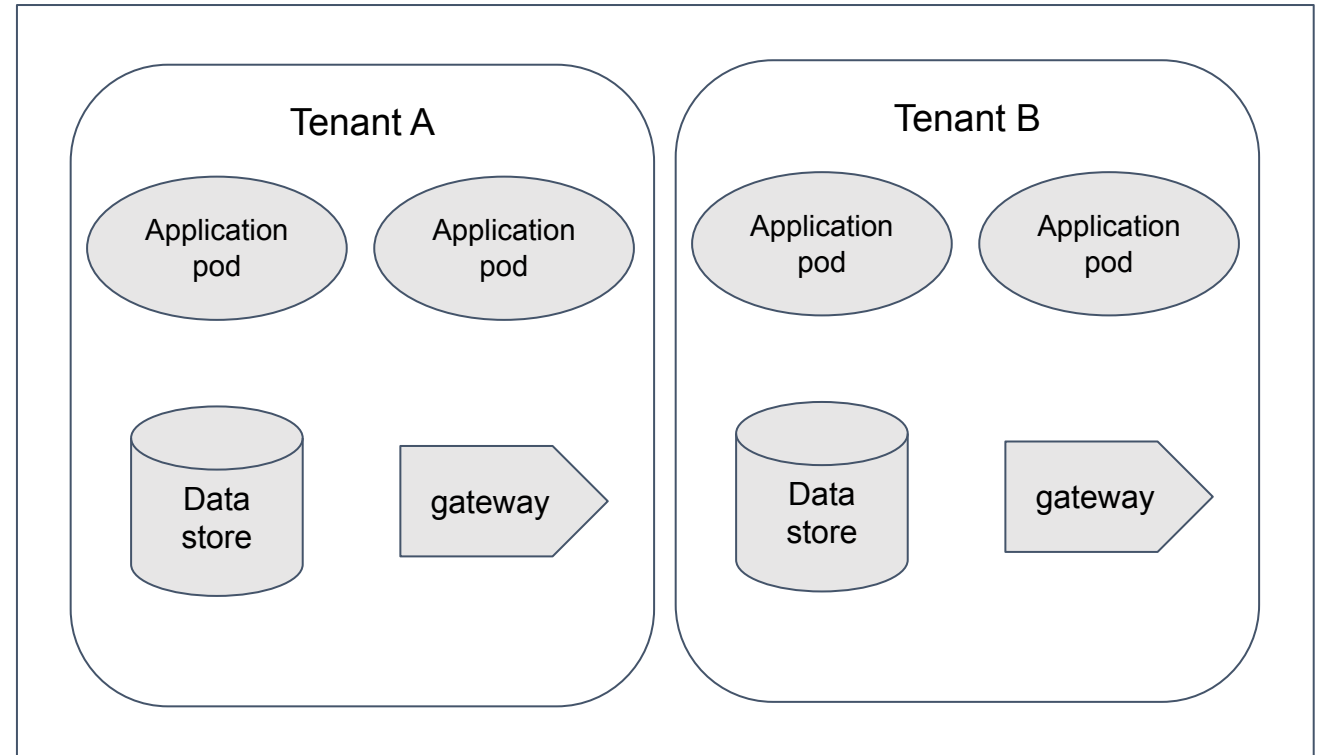 Tenant A
Application
pod
Application
pod
Data
store
gateway
Tenant B
Application
pod
Application
pod
Data
store
gateway